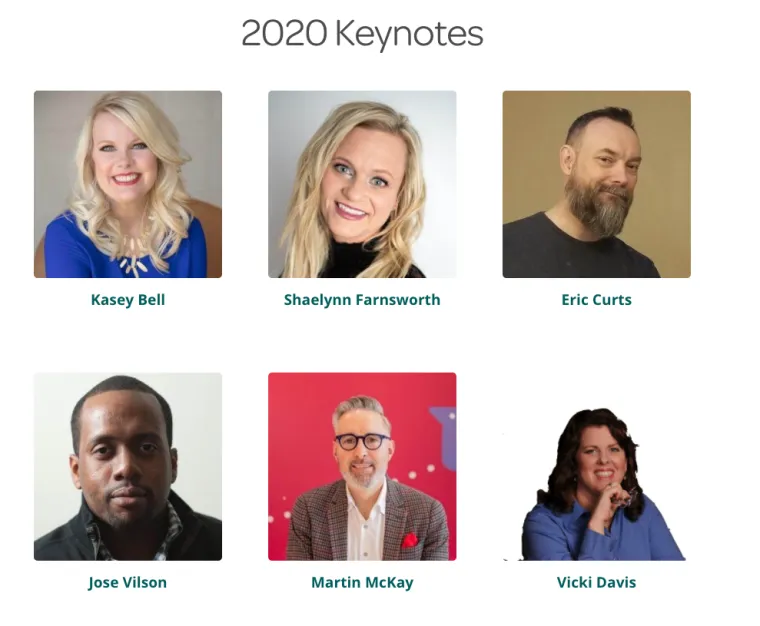 2020 Keynotes
Kasey Bell
Shaelynn Farnsworth
Eric Curts
Jose Vilson
Martin McKay
Vicki Davis